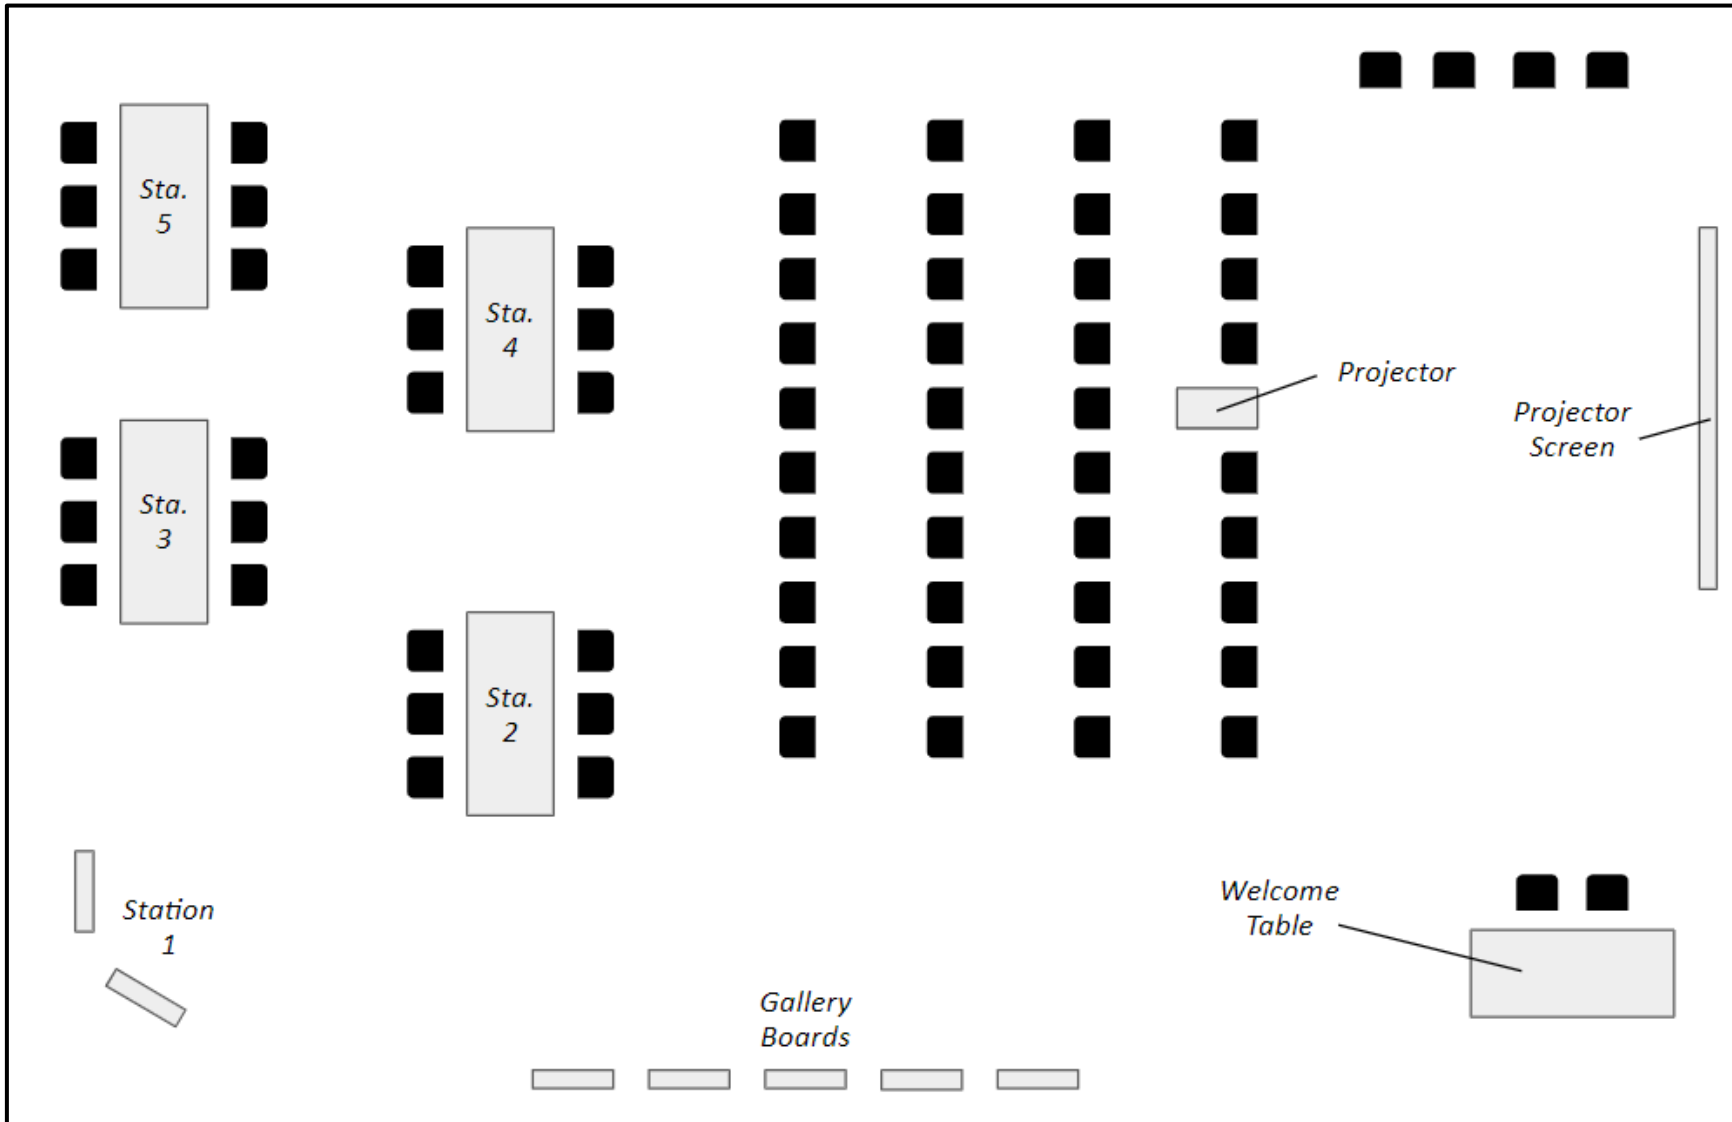 Sta.
5
Sta.
4
Projector
Projector
Screen
Sta.
3
Sta.
2
Station
1
Welcome
Table
Gallery
Boards